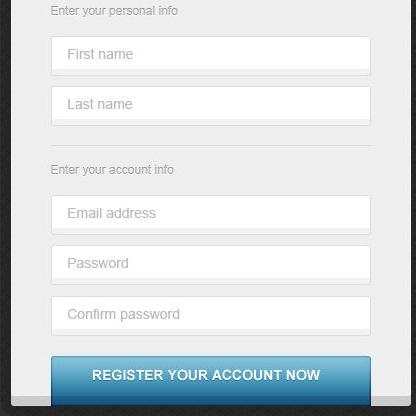 Enter your personal info
First name
Last name
Enter your account info
Email address
Password
Confirm password
REGISTER YOUR ACCOUNT NOW